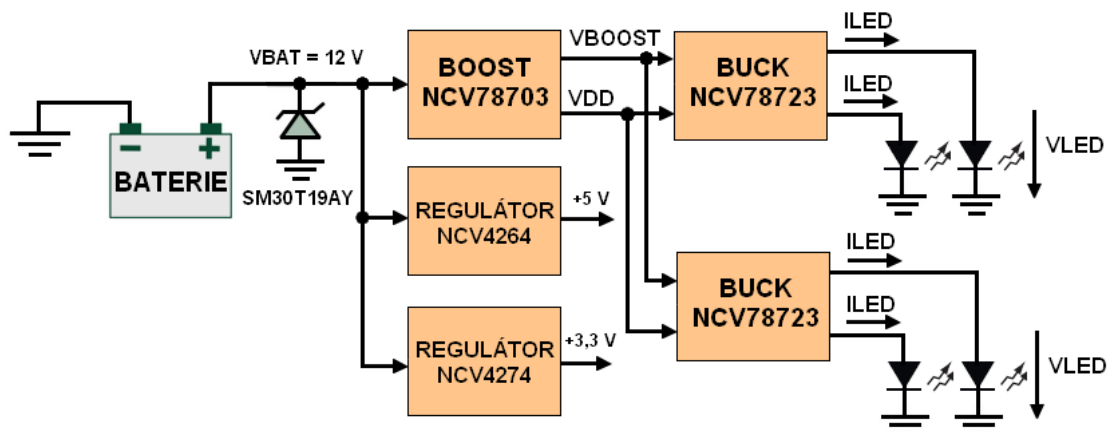 VBAT = 12 V
BOOST
NCV78703
VBOOST
VDD
BUCK
NCV78723
ILED
ILED
VLED
−
+
BATERIE
SM30T19AY
REGULÁTOR
NCV4264
+5 V
REGULÁTOR
NCV4274
+3,3 V
BUCK
NCV78723
ILED
ILED
VLED